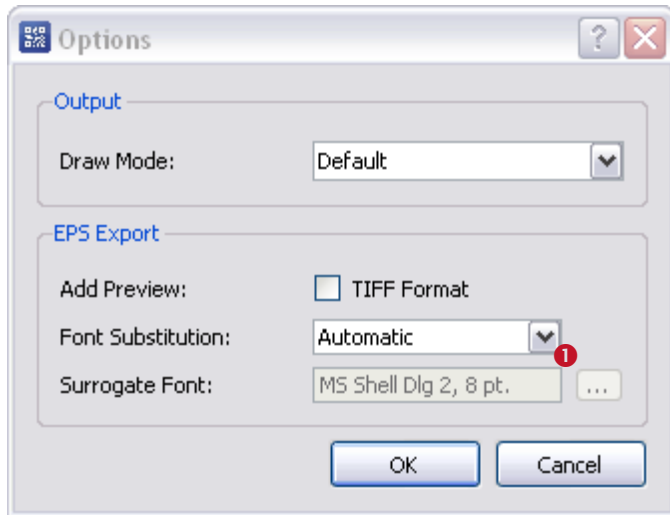 Options
?
Output
Draw Mode: Default
EPS Export
Add Preview: TIFF Format
Font Substitution: Automatic
1
Surrogate Font: MS Shell Dlg 2, 8 pt. ...
OK Cancel